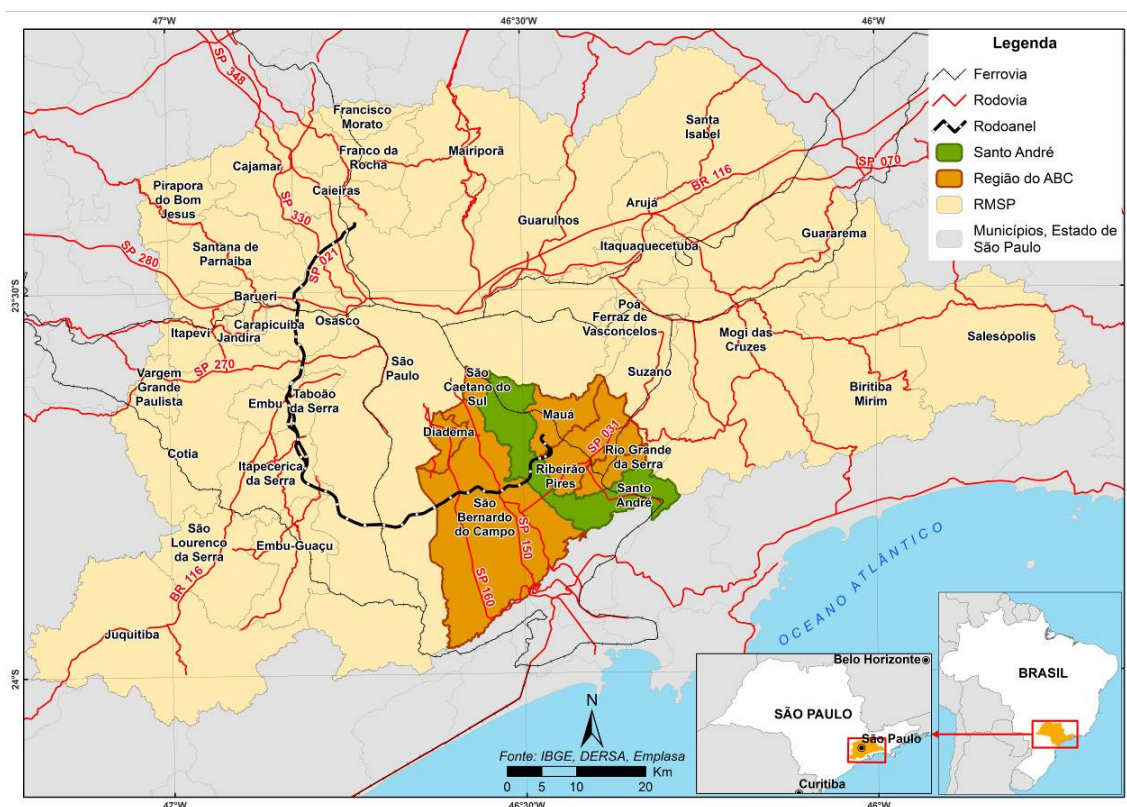 47°W
46°30'W
46°W
Legenda
Ferrovia
Rodovia
Rodoanel
Santo André
Região do ABC
RMSP
Municípios, Estado de
São Paulo
SP 348
Francisco
Morato
Franco da
Rocha
Mairiporã
Santa
Isabel
SP 070
BR 116
Cajamar
Caieiras
Pirapora
do Bom
Jesus
SP 330
Guarulhos
Arujá
Guararema
Itaquaquecetuba
Santana de
Parnaíba
SP 280
SP 021
23°30'S
Barueri
Carapicuíba
Osasco
Itapevi
Jandira
Poá
Ferraz de
Vasconcelos
Mogi das
Cruzes
Salesópolis
Vargem
Grande
Paulista
SP 270
São
Paulo
São
Caetano do
Sul
Suzano
Biritiba
Mirim
Embu
Taboão
da Serra
Mauá
Diadema
SP 031
Cotia
Itapecerica
da Serra
Ribeirão
Pires
Rio Grande
da Serra
Santo
André
São
Bernardo
do Campo
São
Lourenço
da Serra
Embu-Guaçu
SP 150
SP 160
BR 116
Juquitiba
OCEANO ATLÂNTICO
24°S
N
Fonte: IBGE, DERSA, Emplasa
Km
0 5 10 20
Belo Horizonte
SÃO PAULO
São Paulo
Curitiba
BRASIL
47°W
46°30'W
46°W